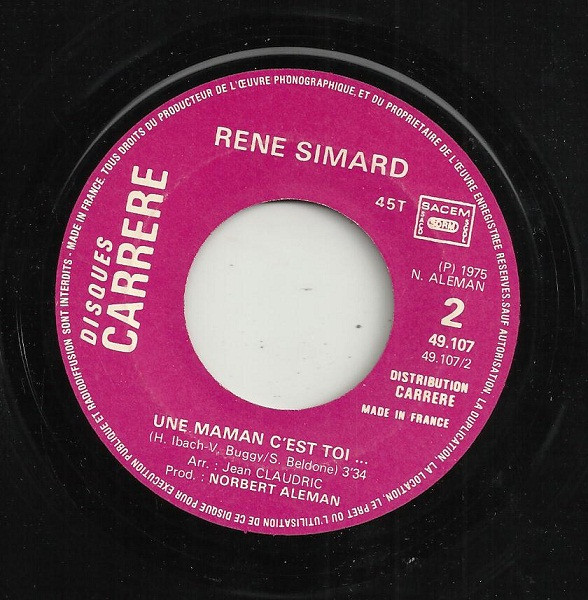 MADE IN FRANCE. TOUS DROITS DU PRODUCTEUR DE L'ŒUVRE PHONOGRAPHIQUE, ET DU PROPRIETAIRE DE L'ŒUVRE ENREGISTREE RESERVES. SAUF AUTORISATION, LA DUPLICATION, LA LOCATION, LE PRET OU L'UTILISATION DE CE DISQUE POUR EXECUTION PUBLIQUE ET RADIODIFFUSION SONT INTERDITS -
RENE SIMARD
DISQUES
CARRERE
45T
SACEM
SACD
SDRM
SGDL
(P) 1975
N. ALEMAN
2
49.107
49.107/2
DISTRIBUTION
CARRERE
MADE IN FRANCE
UNE MAMAN C'EST TOI ...
(H. Ibach-V. Buggy/S. Beldone) 3'34
Arr. : Jean CLAUDRIC
Prod. : NORBERT ALEMAN